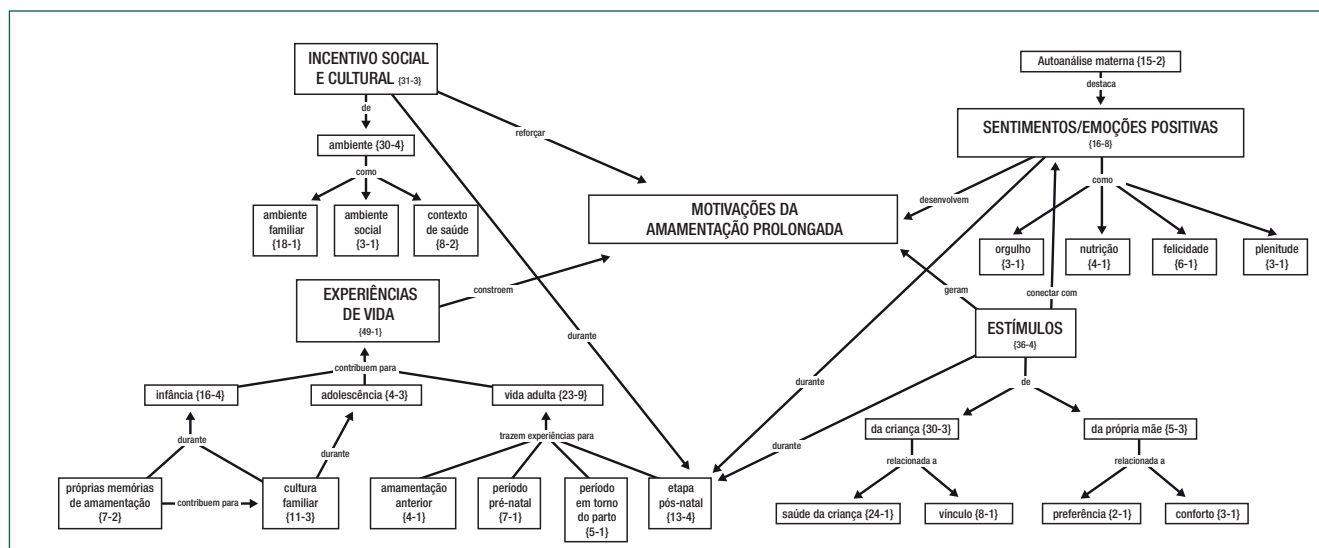 INCENTIVO SOCIAL
E CULTURAL {31-3}
de
ambiente {30-4}
como
ambiente
familiar
{18-1}
ambiente
social
{3-1}
contexto
de saúde
{8-2}
reforçar
Autoanálise materna {15-2}
destaca
SENTIMENTOS/EMOÇÕES POSITIVAS
{16-8}
como
desenvolvem
orgulho
{3-1}
nutrição
{4-1}
felicidade
{6-1}
plenitude
{3-1}
MOTIVAÇÕES DA
AMAMENTAÇÃO PROLONGADA
constroem
geram
conectar com
EXPERIÊNCIAS
DE VIDA
{49-1}
durante
ESTÍMULOS
{36-4}
contribuem para
infância {16-4}
adolescência {4-3}
vida adulta {23-9}
durante
de
durante
durante
trazem experiências para
durante
da criança {30-3}
da própria mãe {5-3}
relacionada a
relacionada a
próprias memórias
de amamentação
{7-2}
contribuem para
cultura
familiar
{11-3}
amamentação
anterior
{4-1}
período
pré-natal
{7-1}
período
em torno
do parto
{5-1}
etapa
pós-natal
{13-4}
saúde da criança {24-1}
vínculo {8-1}
preferência {2-1}
conforto {3-1}